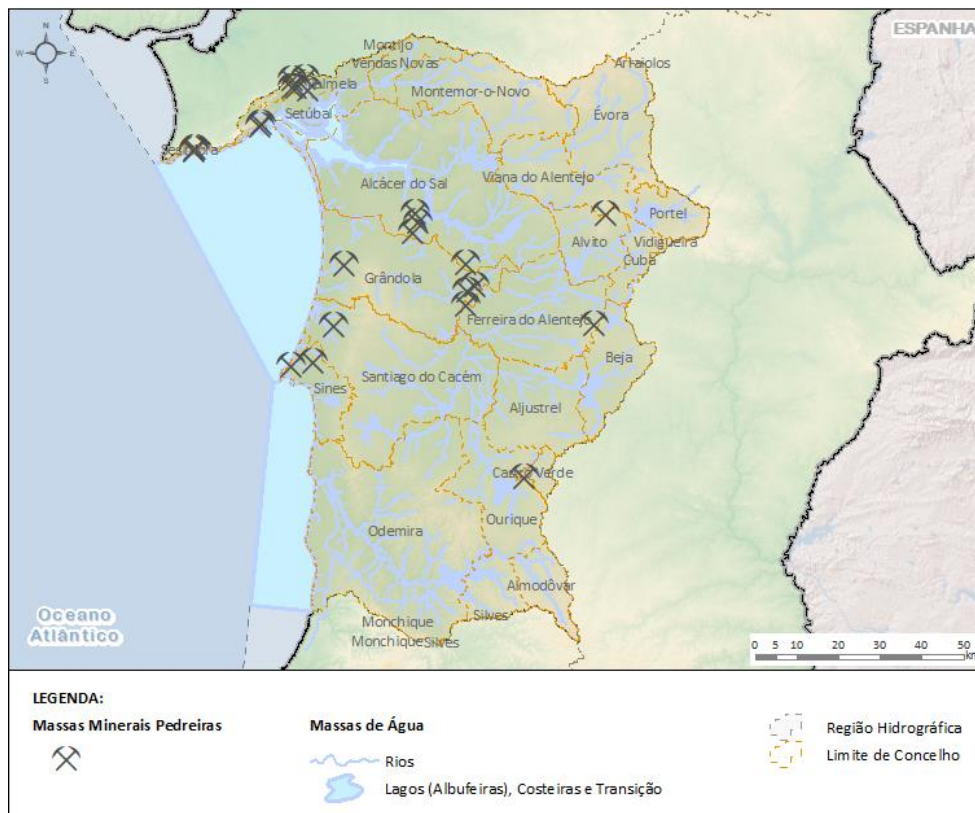 N
W
E
S
ESPANHA
Montijo
Vendas Novas
Arraiolos
Palmela
Montemor-o-Novo
Évora
Setúbal
Sesimbra
Alcácer do Sal
Viana do Alentejo
Portel
Alvito
Vidigueira
Cuba
Grândola
Ferreira do Alentejo
Beja
Santiago do Cacém
Sines
Aljustrel
Castro Verde
Ourique
Odemira
Almodôvar
Silves
Monchique
Monchique
Silves
Oceano
Atlântico
0 5 10 20 30 40 50
km
LEGENDA:
Massas Minerais Pedreiras
Massas de Água
Rios
Lagos (Albufeiras), Costeiras e Transição
Região Hidrográfica
Limite de Concelho